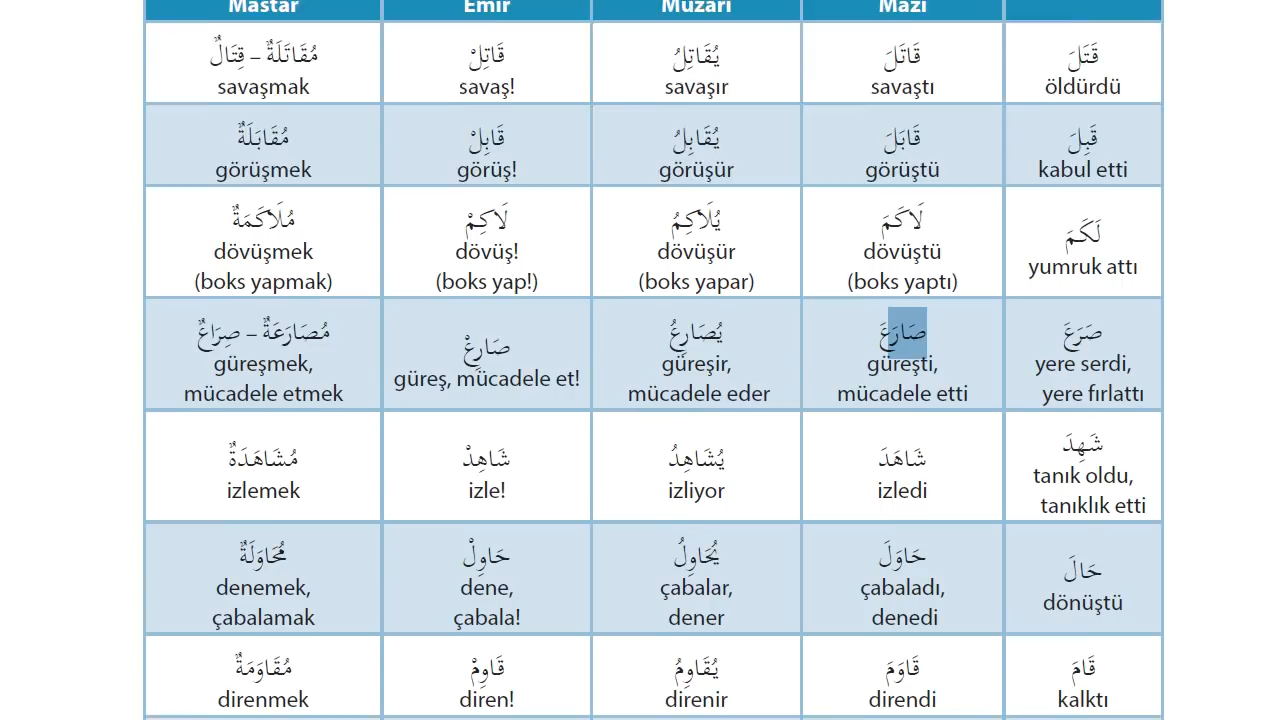 Mastar Emir Müzari Mazi
مُقَاتَلَةٌ – قِتَالٌ قَاتِلْ يُقَاتِلُ قَاتَلَ قَتَلَ
savaşmak savaş! savaşır savaştı öldürdü
مُقَابَلَةٌ قَابِلْ يُقَابِلُ قَابَلَ قَبِلَ
görüşmek görüş! görüşür görüştü kabul etti
مُلَاكَمَةٌ لَاكِمْ يُلَاكِمُ لَاكَمَ لَكَمَ
dövüşmek dövüş! dövüşür dövüştü yumruk attı
(boks yapmak) (boks yap!) (boks yapar) (boks yaptı)
مُصَارَعَةٌ – صِرَاعٌ صَارِعْ يُصَارِعُ صَارَعَ صَرَعَ
güreşmek, güreş, mücadele et! güreşir, güreşti, yere serdi,
mücadele etmek mücadele eder mücadele etti yere fırlattı
مُشَاهَدَةٌ شَاهِدْ يُشَاهِدُ شَاهَدَ شَهِدَ
izlemek izle! izliyor izledi tanık oldu,
tanıklık etti
مُحَاوَلَةٌ حَاوِلْ يُحَاوِلُ حَاوَلَ حَالَ
denemek, dene, çabalar, çabaladı, dönüştü
çabalamak çabala! dener denedi
مُقَاوَمَةٌ قَاوِمْ يُقَاوِمُ قَاوَمَ قَامَ
direnmek diren! direnir direndi kalktı